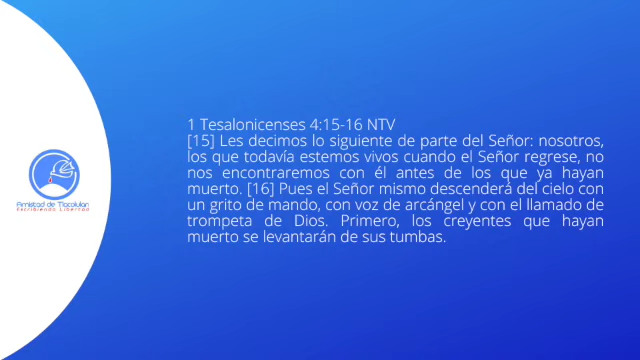 1 Tesalonicenses 4:15-16 NTV
[15] Les decimos lo siguiente de parte del Señor: nosotros,
los que todavía estemos vivos cuando el Señor regrese, no
nos encontraremos con él antes de los que ya hayan
muerto. [16] Pues el Señor mismo descenderá del cielo con
un grito de mando, con voz de arcángel y con el llamado de
trompeta de Dios. Primero, los creyentes que hayan
muerto se levantarán de sus tumbas.
Amistad de Tlacolulan
Escribiendo Libertad